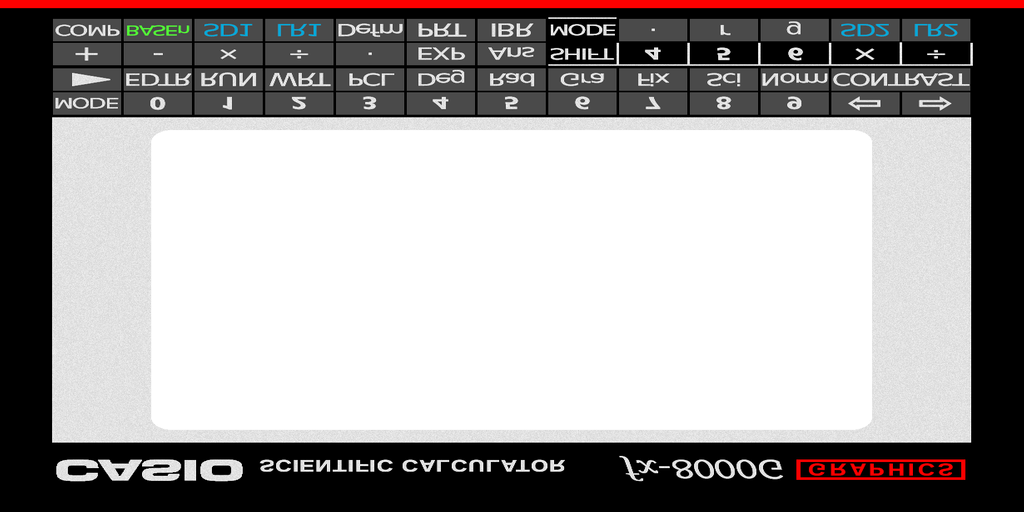 CASIO SCIENTIFIC CALCULATOR fx-8000G GRAPHICS
MODE 0 1 2 3 4 5 6 7 8 9 ⇦ ⇨
▶ EDTR RUN WRT PCL Deg Rad Gra Fix Sci Norm CONTRAST
+ - × ÷ · EXP Ans SHIFT 4 5 6 × ÷
COMP BASEn SD1 LR1 Defm PRT IBR MODE · r g SD2 LR2